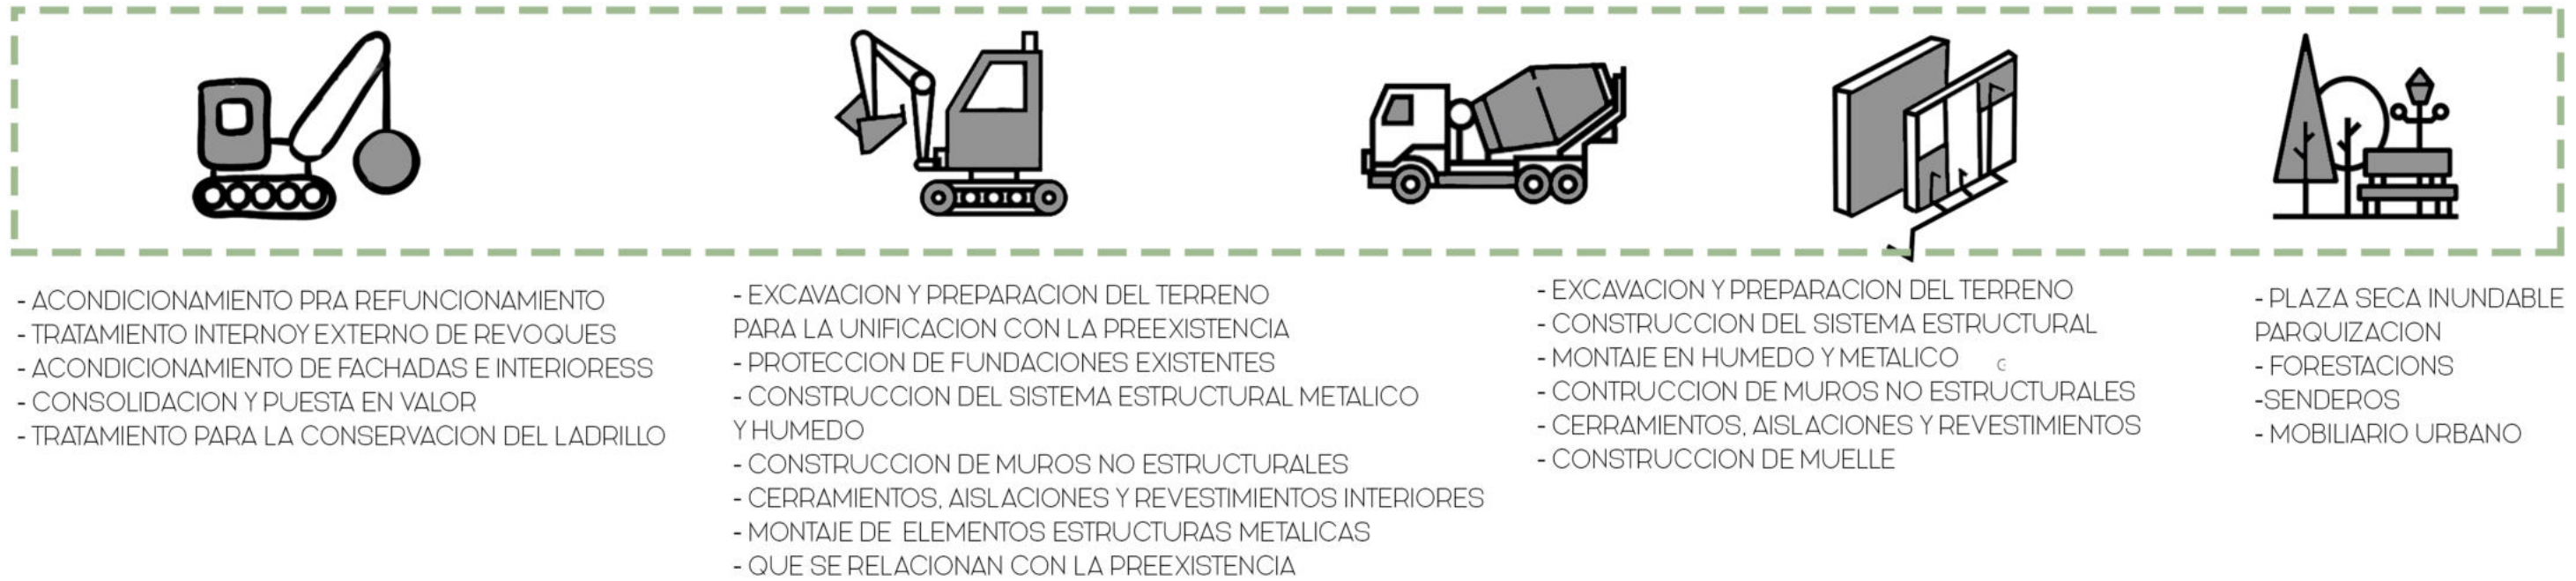 - ACONDICIONAMIENTO PRA REFUNCIONAMIENTO
- TRATAMIENTO INTERNOY EXTERNO DE REVOQUES
- ACONDICIONAMIENTO DE FACHADAS E INTERIORESS
- CONSOLIDACION Y PUESTA EN VALOR
- TRATAMIENTO PARA LA CONSERVACION DEL LADRILLO
- EXCAVACION Y PREPARACION DEL TERRENO
PARA LA UNIFICACION CON LA PREEXISTENCIA
- PROTECCION DE FUNDACIONES EXISTENTES
- CONSTRUCCION DEL SISTEMA ESTRUCTURAL METALICO
Y HUMEDO
- CONSTRUCCION DE MUROS NO ESTRUCTURALES
- CERRAMIENTOS, AISLACIONES Y REVESTIMIENTOS INTERIORES
- MONTAJE DE ELEMENTOS ESTRUCTURAS METALICAS
- QUE SE RELACIONAN CON LA PREEXISTENCIA
- EXCAVACION Y PREPARACION DEL TERRENO
- CONSTRUCCION DEL SISTEMA ESTRUCTURAL
- MONTAJE EN HUMEDO Y METALICO
- CONTRUCCION DE MUROS NO ESTRUCTURALES
- CERRAMIENTOS, AISLACIONES Y REVESTIMIENTOS
- CONSTRUCCION DE MUELLE
- PLAZA SECA INUNDABLE
PARQUIZACION
- FORESTACIONS
-SENDEROS
- MOBILIARIO URBANO